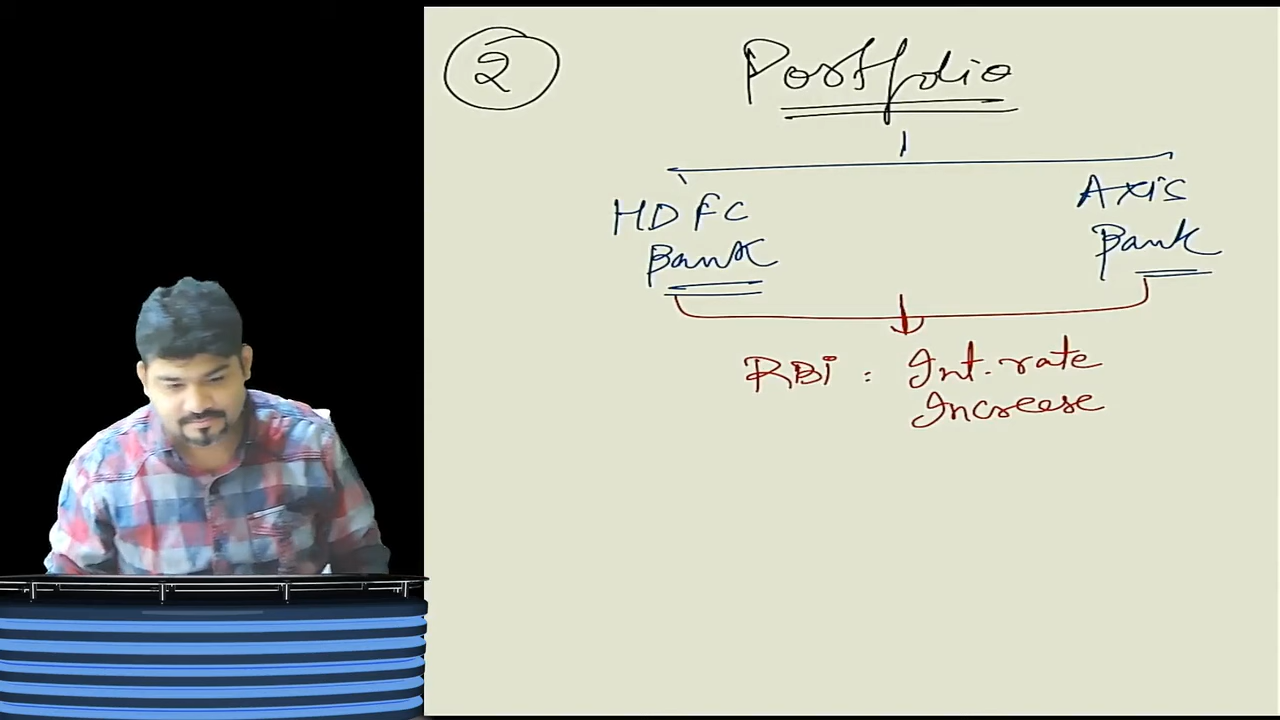 2
Portfolio
HDFC
Bank
Axis
Bank
RBi : Int. rate
Increase